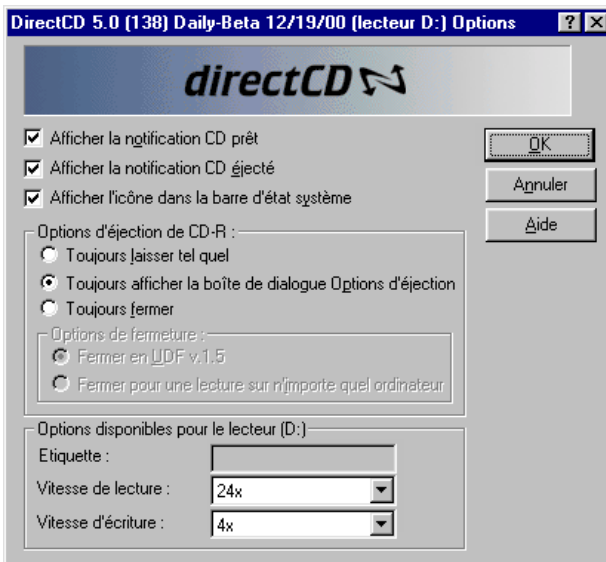 DirectCD 5.0 (138) Daily-Beta 12/19/00 (lecteur D:) Options
directCD
Afficher la notification CD prêt
Afficher la notification CD éjecté
Afficher l'icône dans la barre d'état système
OK
Annuler
Aide
Options d'éjection de CD-R :
Toujours laisser tel quel
Toujours afficher la boîte de dialogue Options d'éjection
Toujours fermer
Options de fermeture :
Fermer en UDF v.1.5
Fermer pour une lecture sur n'importe quel ordinateur
Options disponibles pour le lecteur (D:)
Etiquette :
Vitesse de lecture : 24x
Vitesse d'écriture : 4x